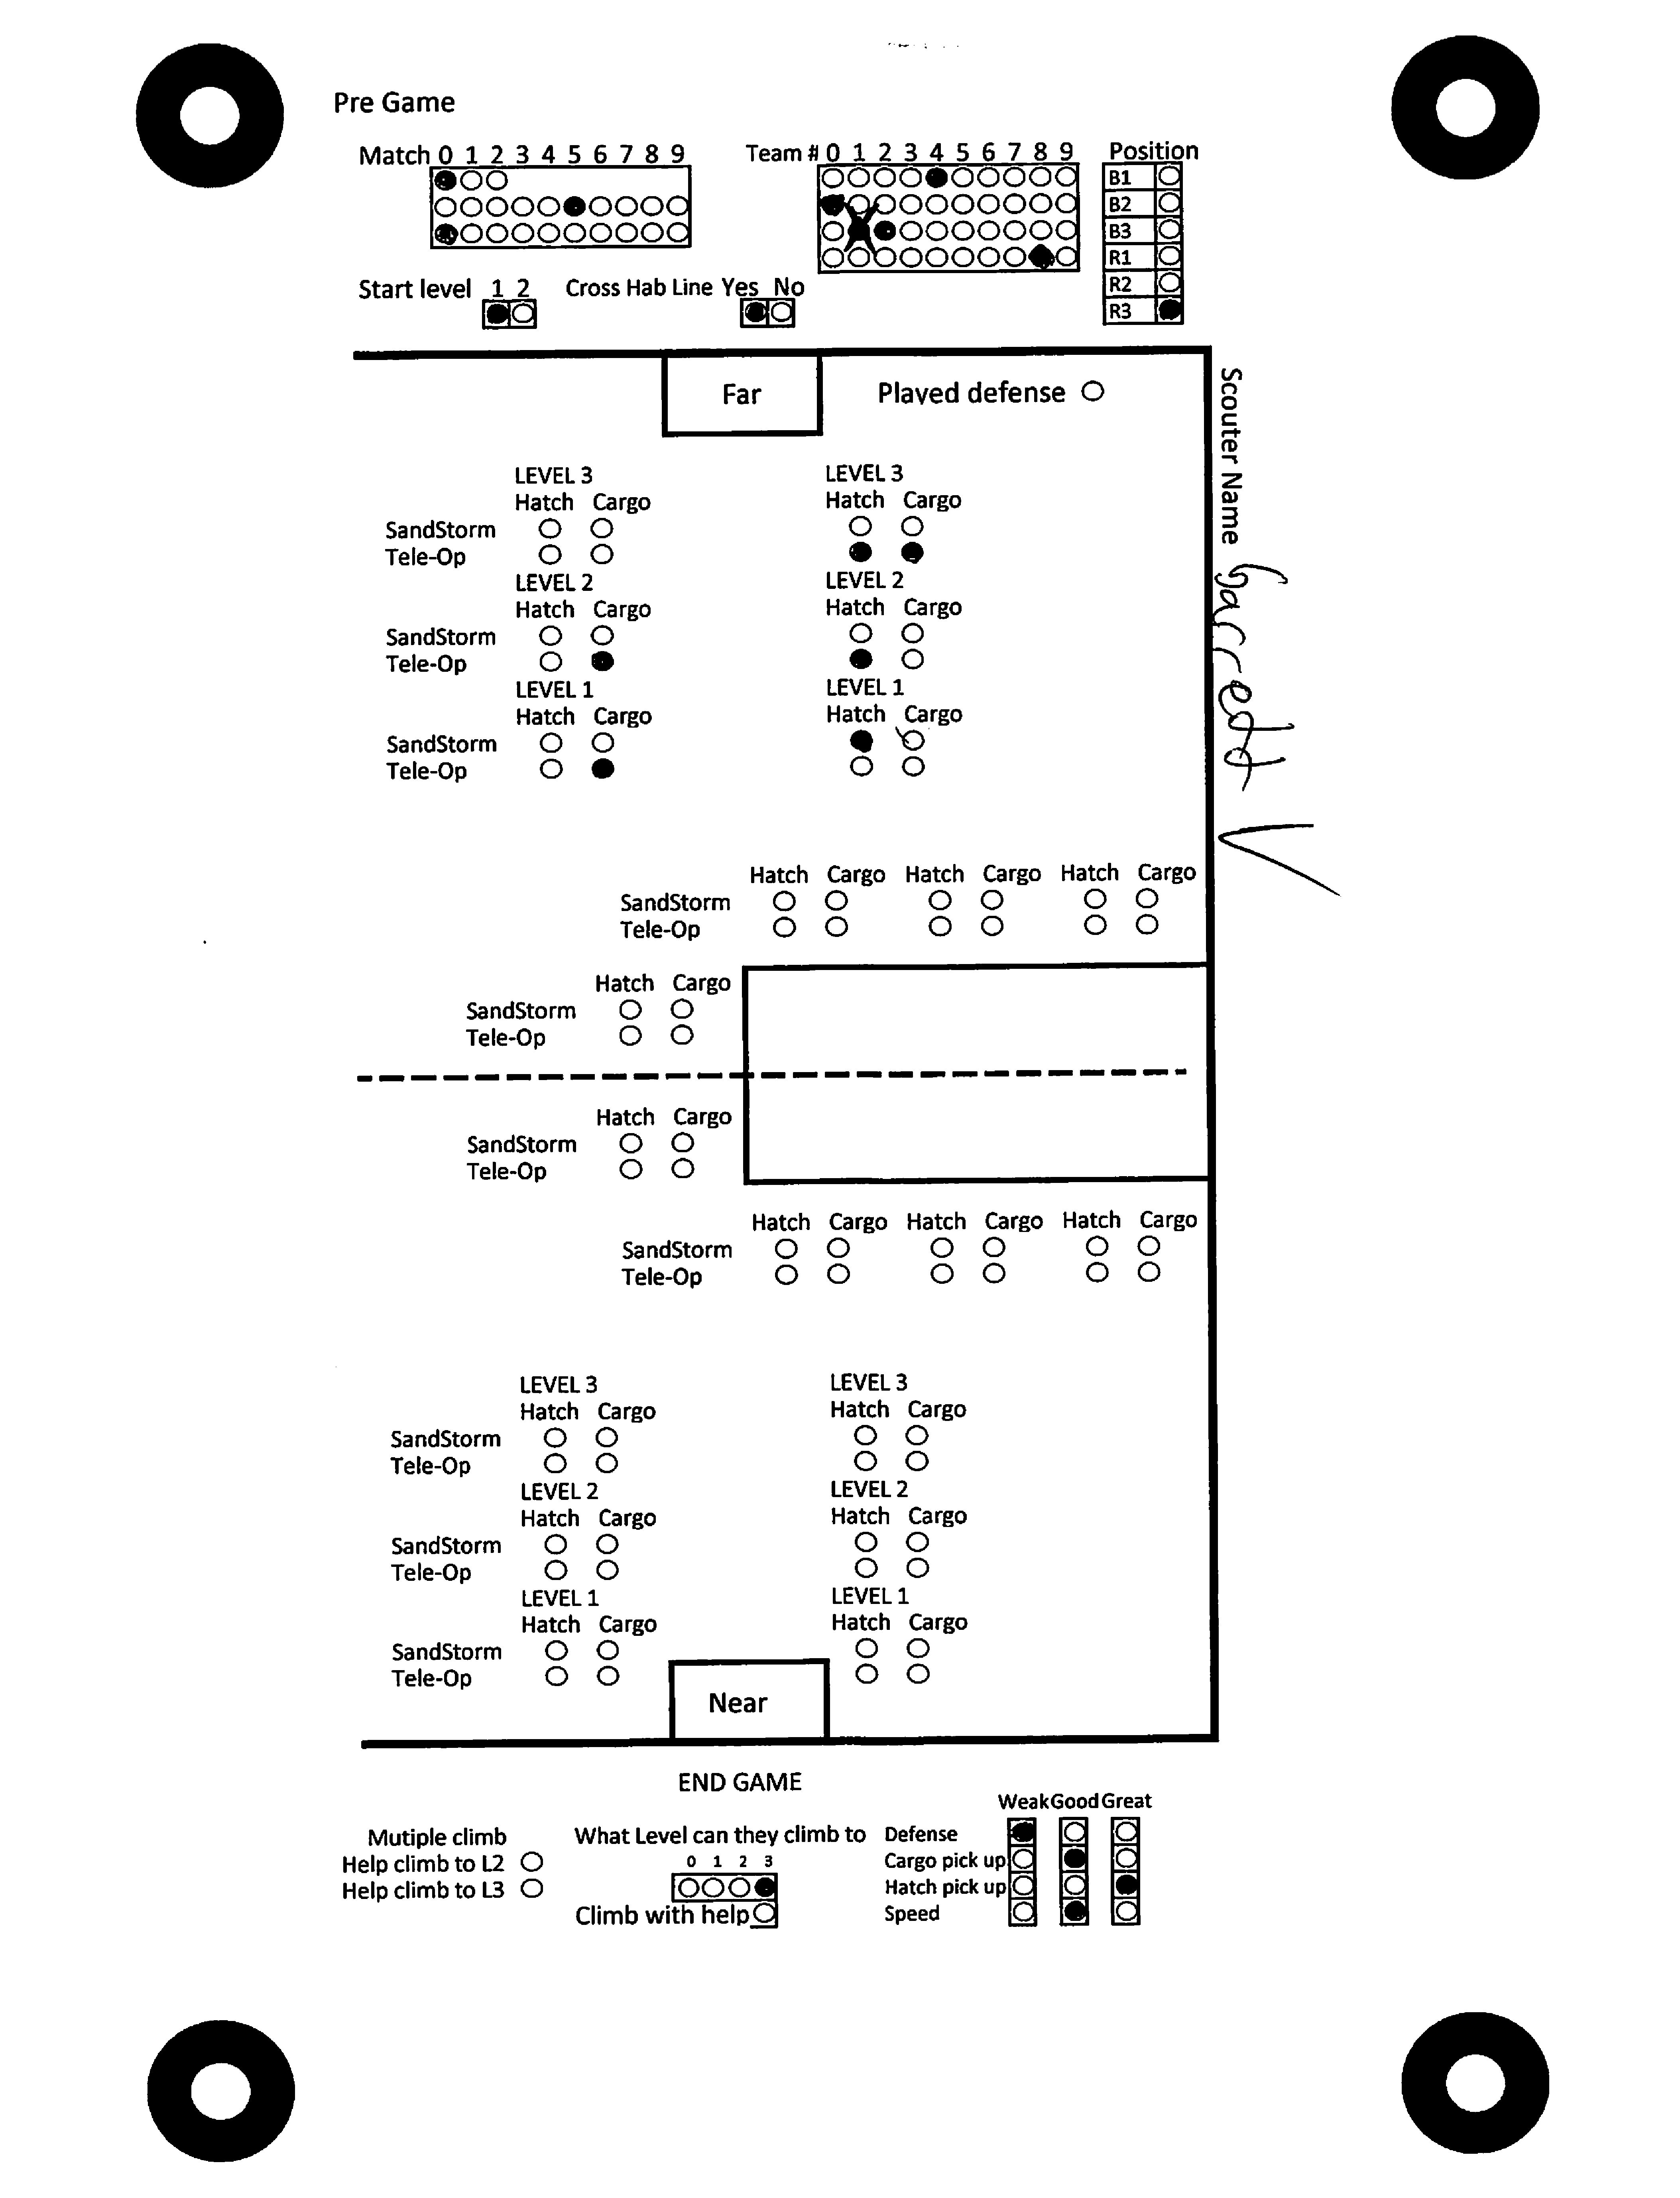 Pre Game
Match 0 1 2 3 4 5 6 7 8 9
Team # 0 1 2 3 4 5 6 7 8 9
Position
B1
B2
B3
R1
R2
R3
Start level 1 2
Cross Hab Line Yes No
Far
Played defense
Scouter Name Garrett V
LEVEL 3 LEVEL 3
Hatch Cargo Hatch Cargo
SandStorm
Tele-Op
LEVEL 2 LEVEL 2
Hatch Cargo Hatch Cargo
SandStorm
Tele-Op
LEVEL 1 LEVEL 1
Hatch Cargo Hatch Cargo
SandStorm
Tele-Op
Hatch Cargo Hatch Cargo Hatch Cargo
SandStorm
Tele-Op
Hatch Cargo
SandStorm
Tele-Op
Hatch Cargo
SandStorm
Tele-Op
Hatch Cargo Hatch Cargo Hatch Cargo
SandStorm
Tele-Op
LEVEL 3 LEVEL 3
Hatch Cargo Hatch Cargo
SandStorm
Tele-Op
LEVEL 2 LEVEL 2
Hatch Cargo Hatch Cargo
SandStorm
Tele-Op
LEVEL 1 LEVEL 1
Hatch Cargo Hatch Cargo
SandStorm
Tele-Op
Near
END GAME
Mutiple climb
Help climb to L2
Help climb to L3
What Level can they climb to
0 1 2 3
Climb with help
Weak Good Great
Defense
Cargo pick up
Hatch pick up
Speed